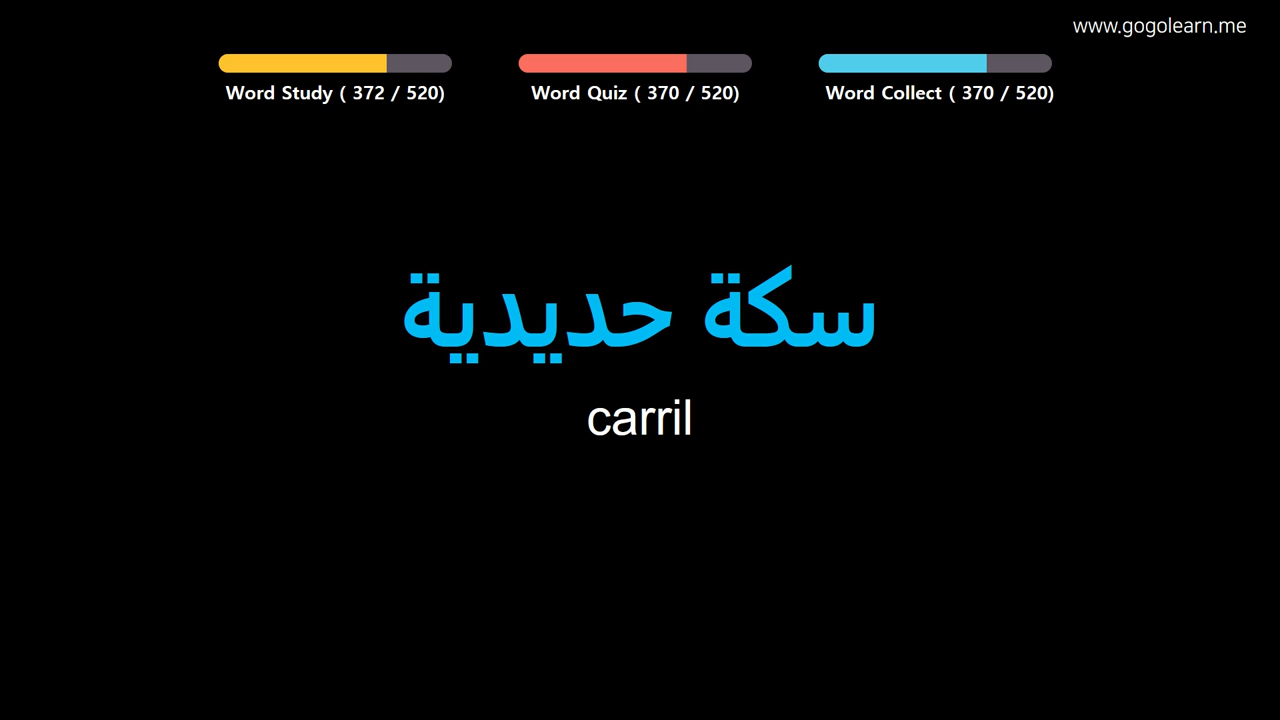 www.gogolearn.me
Word Study ( 372 / 520)
Word Quiz ( 370 / 520)
Word Collect ( 370 / 520)
سكة حديدية
carril